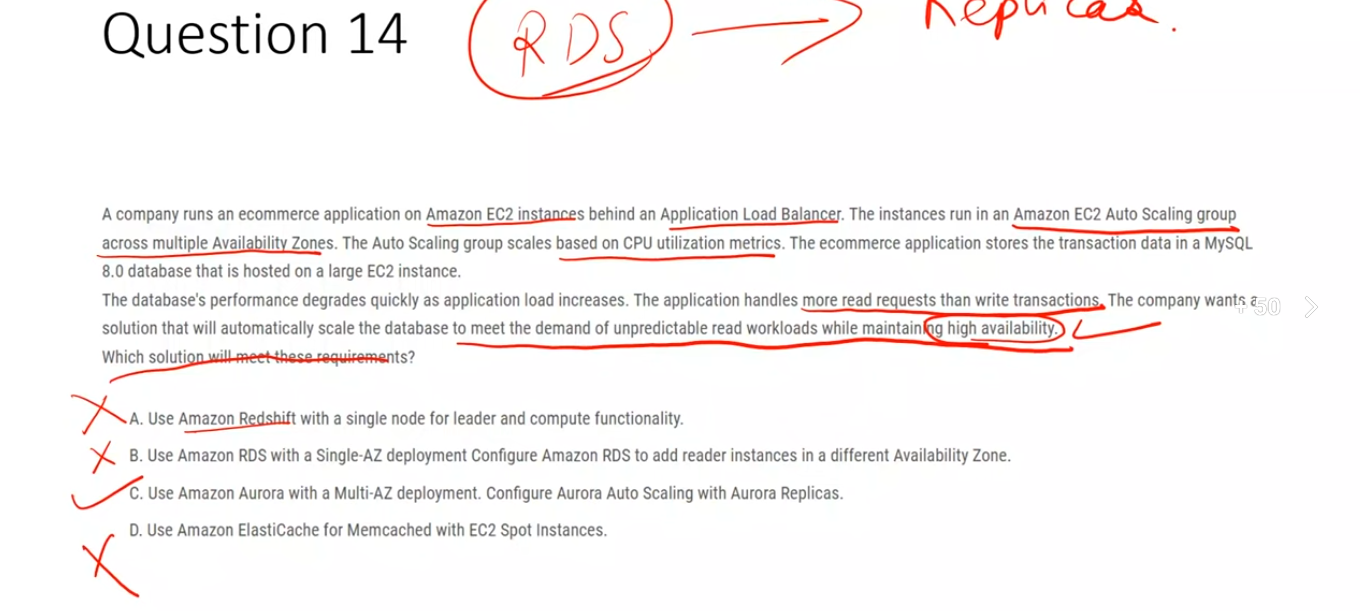 Question 14
RDS
Replicas.
A company runs an ecommerce application on Amazon EC2 instances behind an Application Load Balancer. The instances run in an Amazon EC2 Auto Scaling group
across multiple Availability Zones. The Auto Scaling group scales based on CPU utilization metrics. The ecommerce application stores the transaction data in a MySQL
8.0 database that is hosted on a large EC2 instance.
The database's performance degrades quickly as application load increases. The application handles more read requests than write transactions. The company wants a
solution that will automatically scale the database to meet the demand of unpredictable read workloads while maintaining high availability.
Which solution will meet these requirements?
A. Use Amazon Redshift with a single node for leader and compute functionality.
B. Use Amazon RDS with a Single-AZ deployment Configure Amazon RDS to add reader instances in a different Availability Zone.
C. Use Amazon Aurora with a Multi-AZ deployment. Configure Aurora Auto Scaling with Aurora Replicas.
D. Use Amazon ElastiCache for Memcached with EC2 Spot Instances.
+50